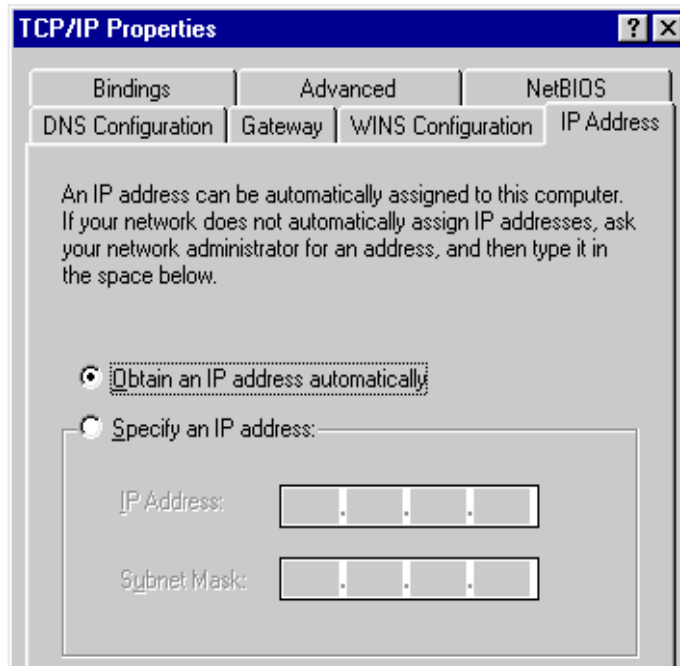 TCP/IP Properties
Bindings Advanced NetBIOS
DNS Configuration Gateway WINS Configuration IP Address
An IP address can be automatically assigned to this computer.
If your network does not automatically assign IP addresses, ask
your network administrator for an address, and then type it in
the space below.
Obtain an IP address automatically
Specify an IP address:
IP Address:
Subnet Mask: